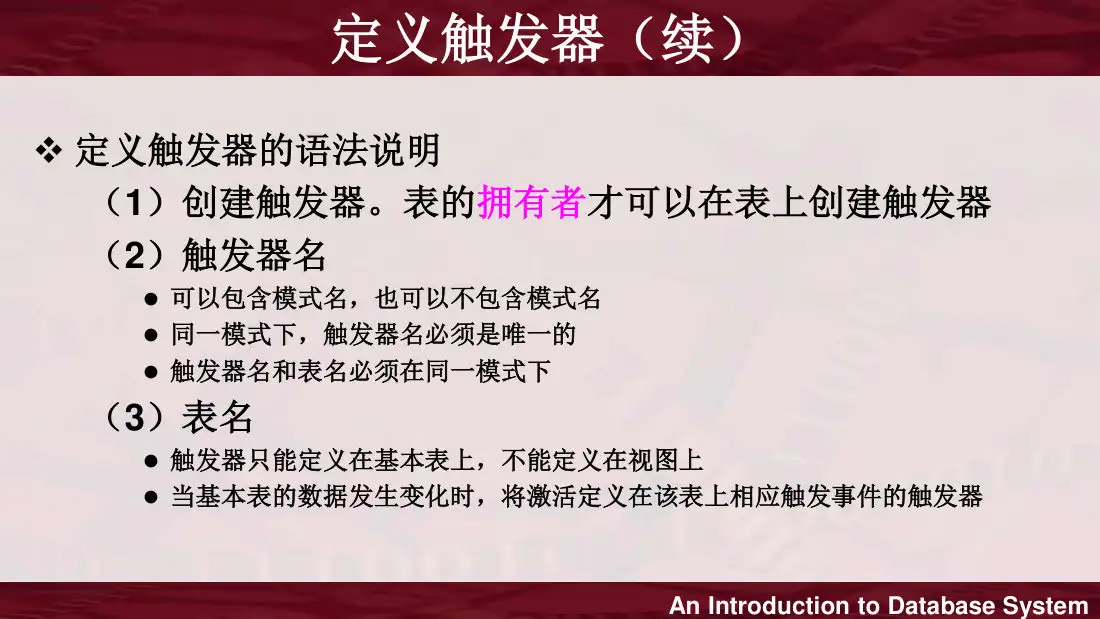 定义触发器（续）
❖ 定义触发器的语法说明
（1）创建触发器。表的拥有者才可以在表上创建触发器
（2）触发器名
● 可以包含模式名，也可以不包含模式名
● 同一模式下，触发器名必须是唯一的
● 触发器名和表名必须在同一模式下
（3）表名
● 触发器只能定义在基本表上，不能定义在视图上
● 当基本表的数据发生变化时，将激活定义在该表上相应触发事件的触发器
An Introduction to Database System